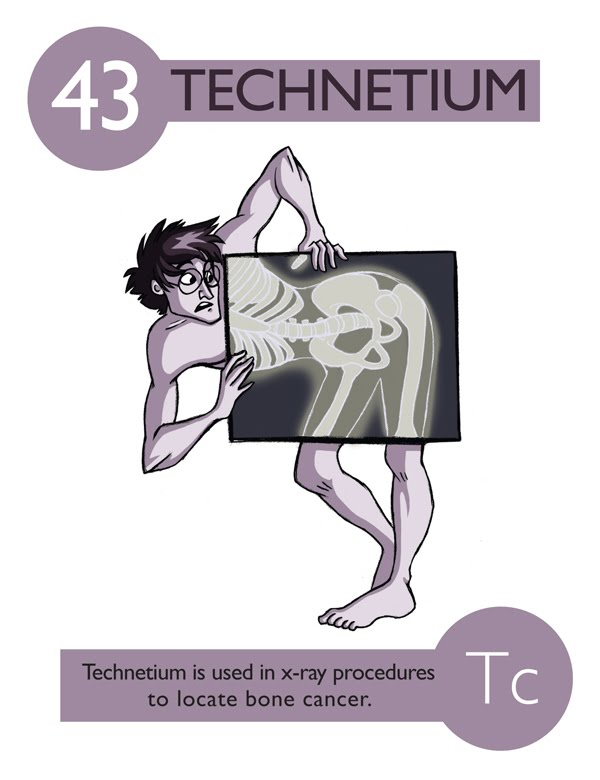 43 TECHNETIUM
Technetium is used in x-ray procedures
to locate bone cancer.
Tc